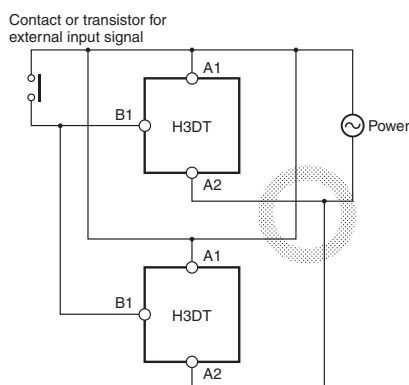 Contact or transistor for
external input signal
A1
B1
H3DT
Power
A2
A1
B1
H3DT
A2